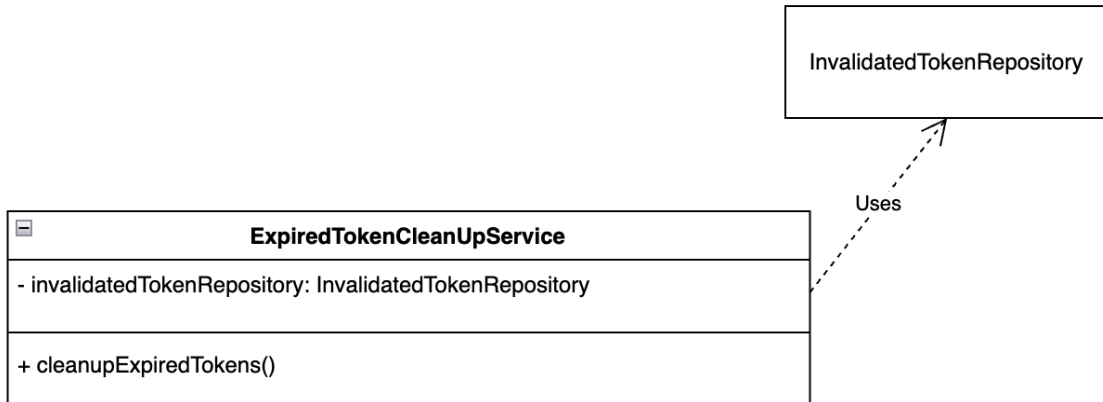 InvalidatedTokenRepository
Uses
ExpiredTokenCleanUpService
- invalidatedTokenRepository: InvalidatedTokenRepository
+ cleanupExpiredTokens()